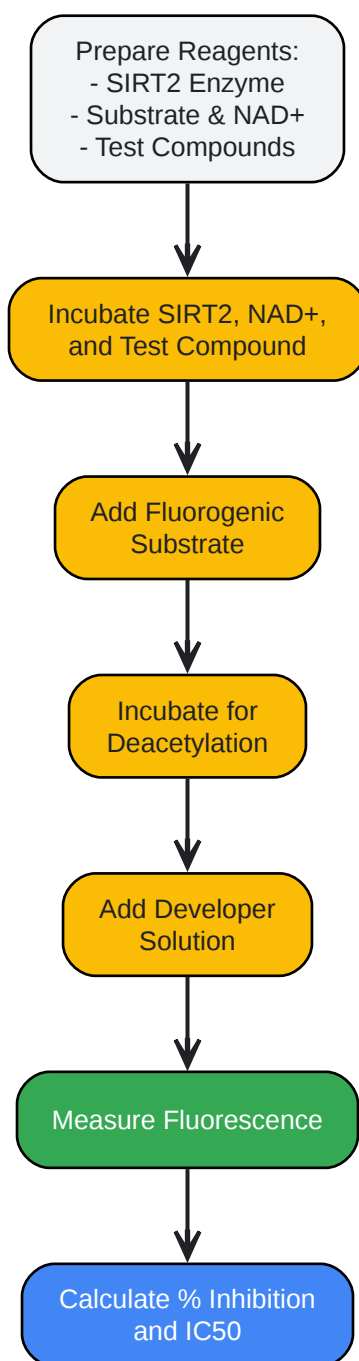 Prepare Reagents:
- SIRT2 Enzyme
- Substrate & NAD+
- Test Compounds
Incubate SIRT2, NAD+,
and Test Compound
Add Fluorogenic
Substrate
Incubate for
Deacetylation
Add Developer
Solution
Measure Fluorescence
Calculate % Inhibition
and IC50